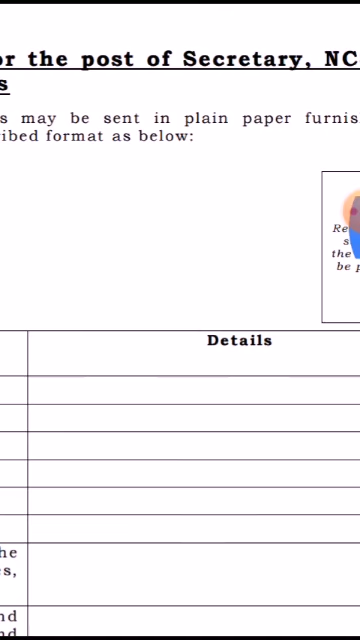 or the post of Secretary, NC
s
s may be sent in plain paper furnis
ribed format as below:
Re
s
the
be p
Details
he
s,
nd
nd